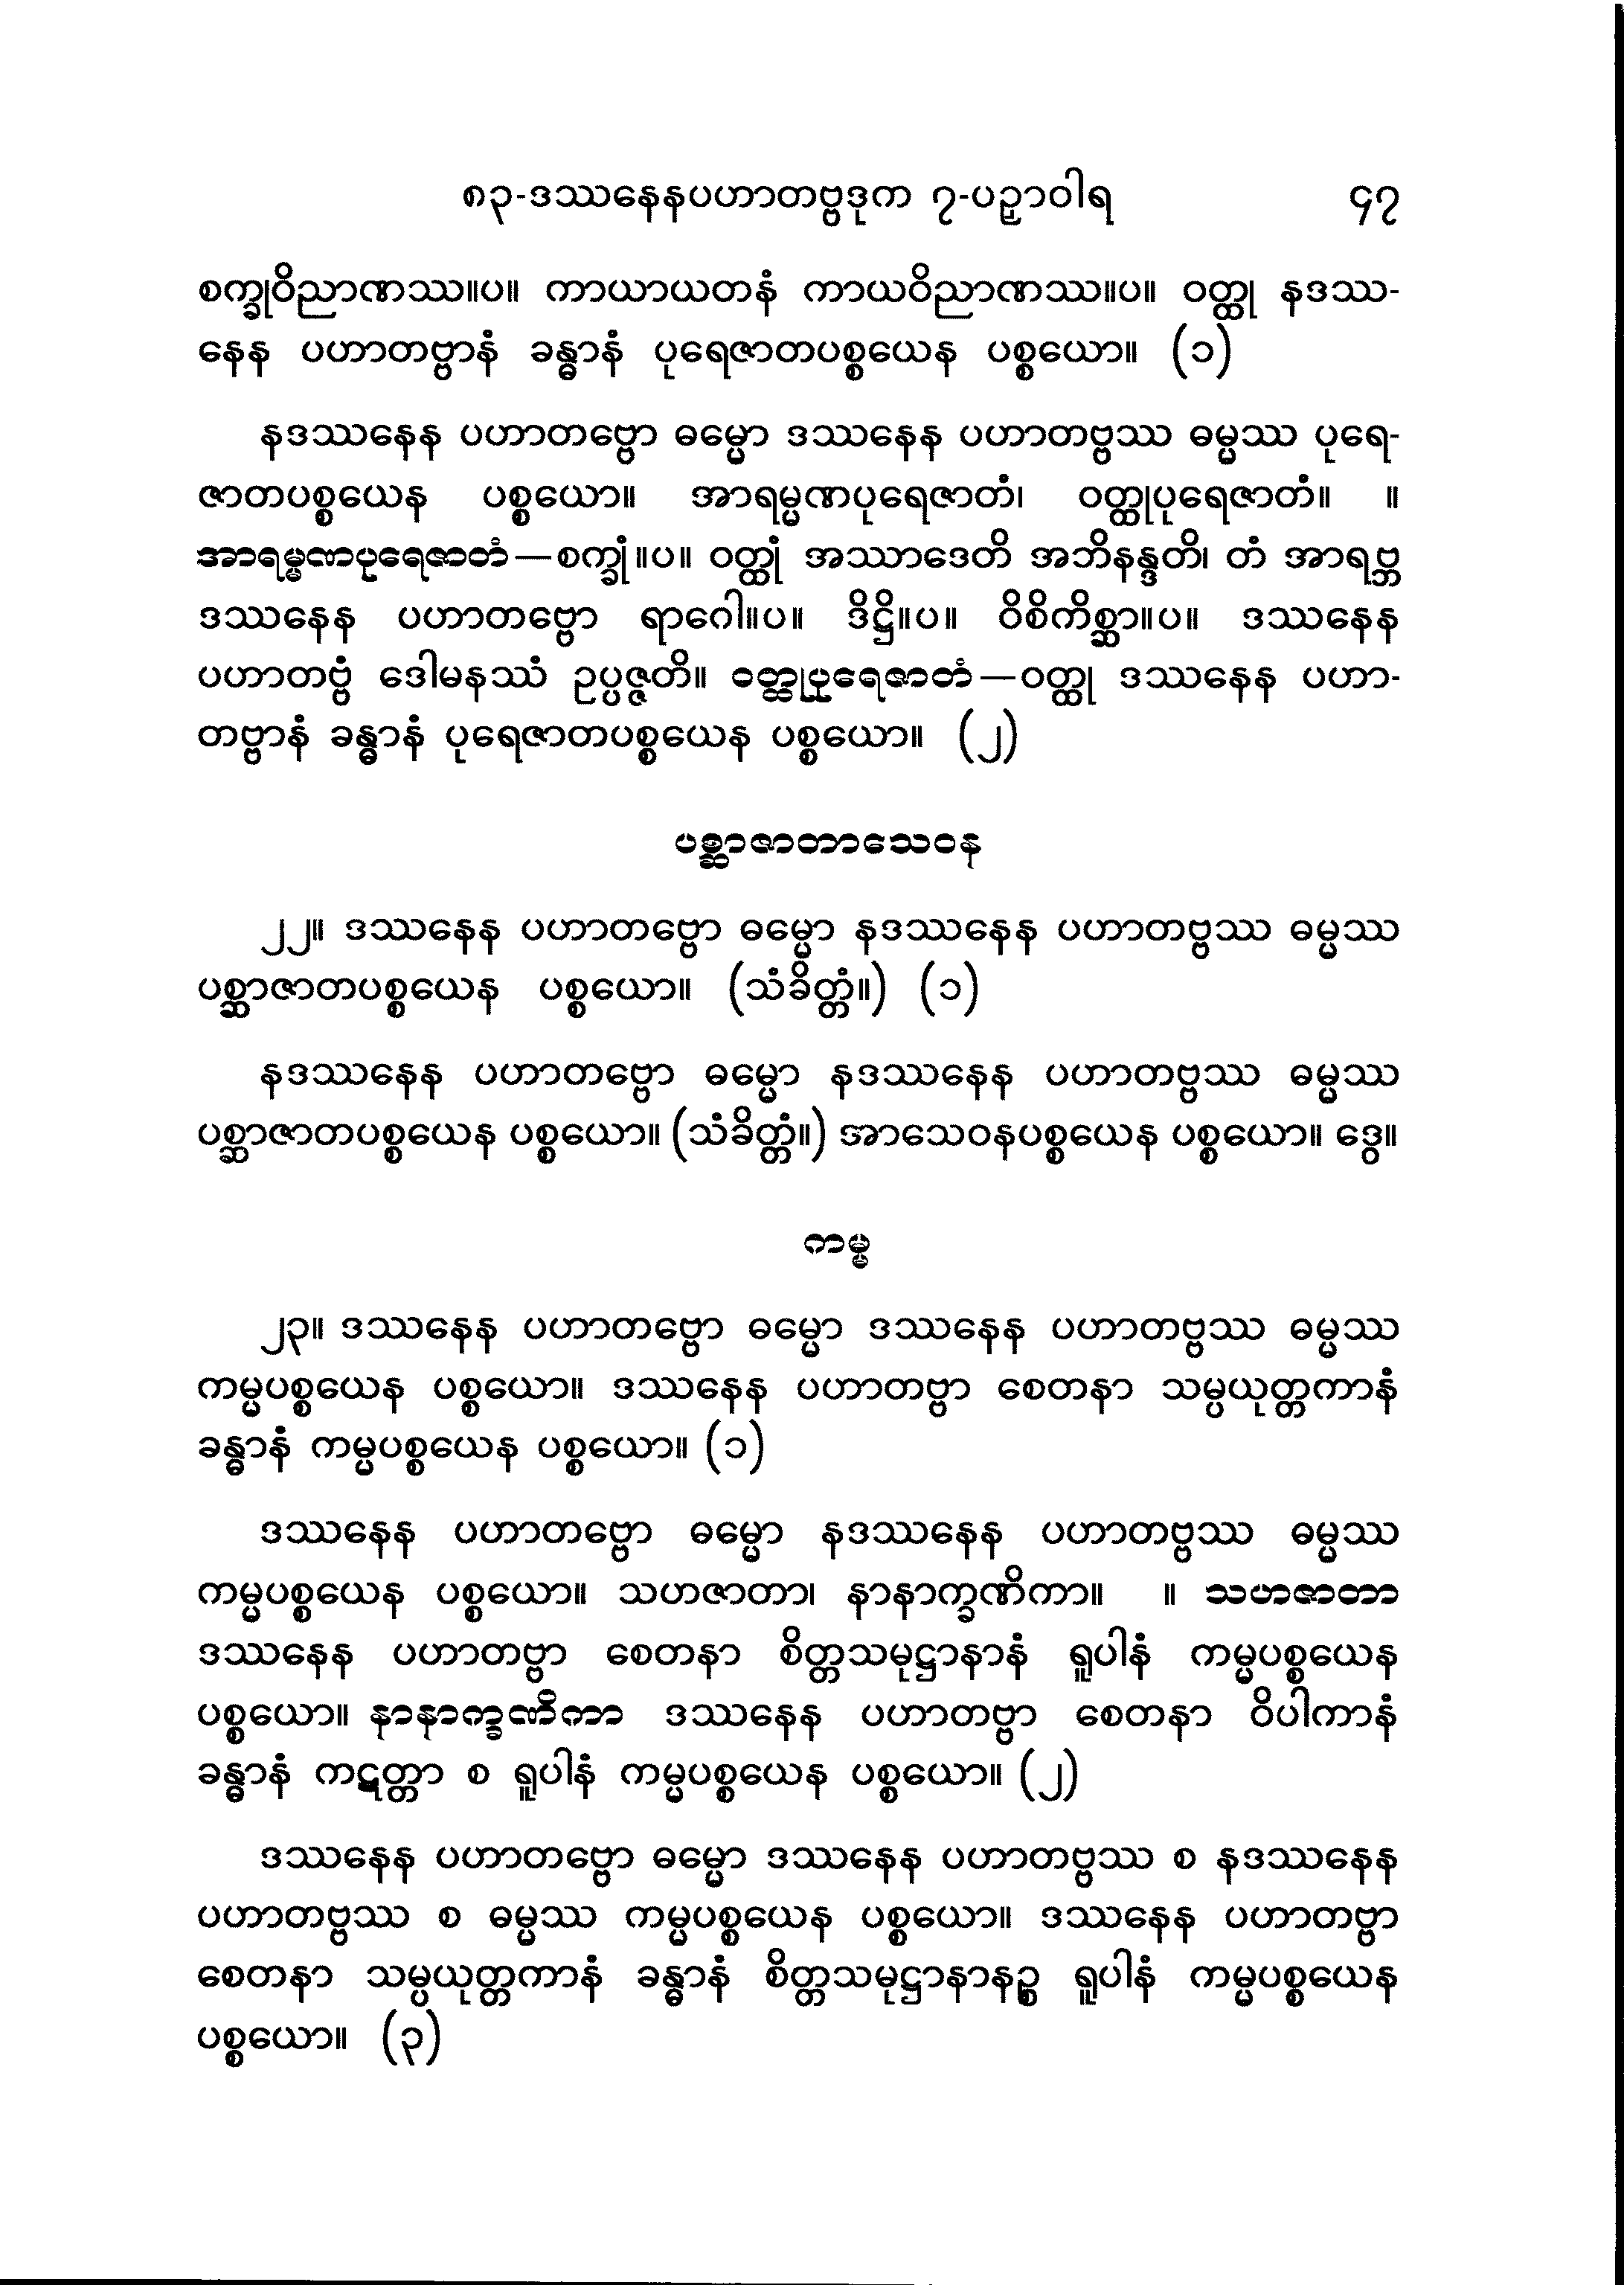 ၈၃-ဒဿနေနပဟာတဗ္ဗဒုက ၇-ပဉှာဝါရ ၄၇
စက္ခုဝိညာဏဿ။ပ။ ကာယာယတနံ ကာယဝိညာဏဿ။ပ။ ဝတ္ထု နဒဿ-
နေန ပဟာတဗ္ဗာနံ ခန္ဓာနံ ပုရေဇာတပစ္စယေန ပစ္စယော။ (၁)
နဒဿနေန ပဟာတဗ္ဗော ဓမ္မော ဒဿနေန ပဟာတဗ္ဗဿ ဓမ္မဿ ပုရေ-
ဇာတပစ္စယေန ပစ္စယော။ အာရမ္မဏပုရေဇာတံ၊ ဝတ္ထုပုရေဇာတံ။ ။
အာရမ္မဏပုရေဇာတံ—စက္ခုံ။ပ။ ဝတ္ထုံ အဿာဒေတိ အဘိနန္ဒတိ၊ တံ အာရဗ္ဘ
ဒဿနေန ပဟာတဗ္ဗော ရာဂေါ။ပ။ ဒိဋ္ဌိ။ပ။ ဝိစိကိစ္ဆာ။ပ။ ဒဿနေန
ပဟာတဗ္ဗံ ဒေါမနဿံ ဥပ္ပဇ္ဇတိ။ ဝတ္ထုပုရေဇာတံ—ဝတ္ထု ဒဿနေန ပဟာ-
တဗ္ဗာနံ ခန္ဓာနံ ပုရေဇာတပစ္စယေန ပစ္စယော။ (၂)
ပစ္ဆာဇာတာသေဝန
၂၂။ ဒဿနေန ပဟာတဗ္ဗော ဓမ္မော နဒဿနေန ပဟာတဗ္ဗဿ ဓမ္မဿ
ပစ္ဆာဇာတပစ္စယေန ပစ္စယော။ (သံခိတ္တံ။) (၁)
နဒဿနေန ပဟာတဗ္ဗော ဓမ္မော နဒဿနေန ပဟာတဗ္ဗဿ ဓမ္မဿ
ပစ္ဆာဇာတပစ္စယေန ပစ္စယော။ (သံခိတ္တံ။) အာသေဝနပစ္စယေန ပစ္စယော။ ဒွေ။
ကမ္မ
၂၃။ ဒဿနေန ပဟာတဗ္ဗော ဓမ္မော ဒဿနေန ပဟာတဗ္ဗဿ ဓမ္မဿ
ကမ္မပစ္စယေန ပစ္စယော။ ဒဿနေန ပဟာတဗ္ဗာ စေတနာ သမ္ပယုတ္တကာနံ
ခန္ဓာနံ ကမ္မပစ္စယေန ပစ္စယော။ (၁)
ဒဿနေန ပဟာတဗ္ဗော ဓမ္မော နဒဿနေန ပဟာတဗ္ဗဿ ဓမ္မဿ
ကမ္မပစ္စယေန ပစ္စယော။ သဟဇာတာ၊ နာနာက္ခဏိကာ။ ။ သဟဇာတာ
ဒဿနေန ပဟာတဗ္ဗာ စေတနာ စိတ္တသမုဋ္ဌာနာနံ ရူပါနံ ကမ္မပစ္စယေန
ပစ္စယော။ နာနာက္ခဏိကာ ဒဿနေန ပဟာတဗ္ဗာ စေတနာ ဝိပါကာနံ
ခန္ဓာနံ ကဋတ္တာ စ ရူပါနံ ကမ္မပစ္စယေန ပစ္စယော။ (၂)
ဒဿနေန ပဟာတဗ္ဗော ဓမ္မော ဒဿနေန ပဟာတဗ္ဗဿ စ နဒဿနေန
ပဟာတဗ္ဗဿ စ ဓမ္မဿ ကမ္မပစ္စယေန ပစ္စယော။ ဒဿနေန ပဟာတဗ္ဗာ
စေတနာ သမ္ပယုတ္တကာနံ ခန္ဓာနံ စိတ္တသမုဋ္ဌာနာနဉ္စ ရူပါနံ ကမ္မပစ္စယေန
ပစ္စယော။ (၃)